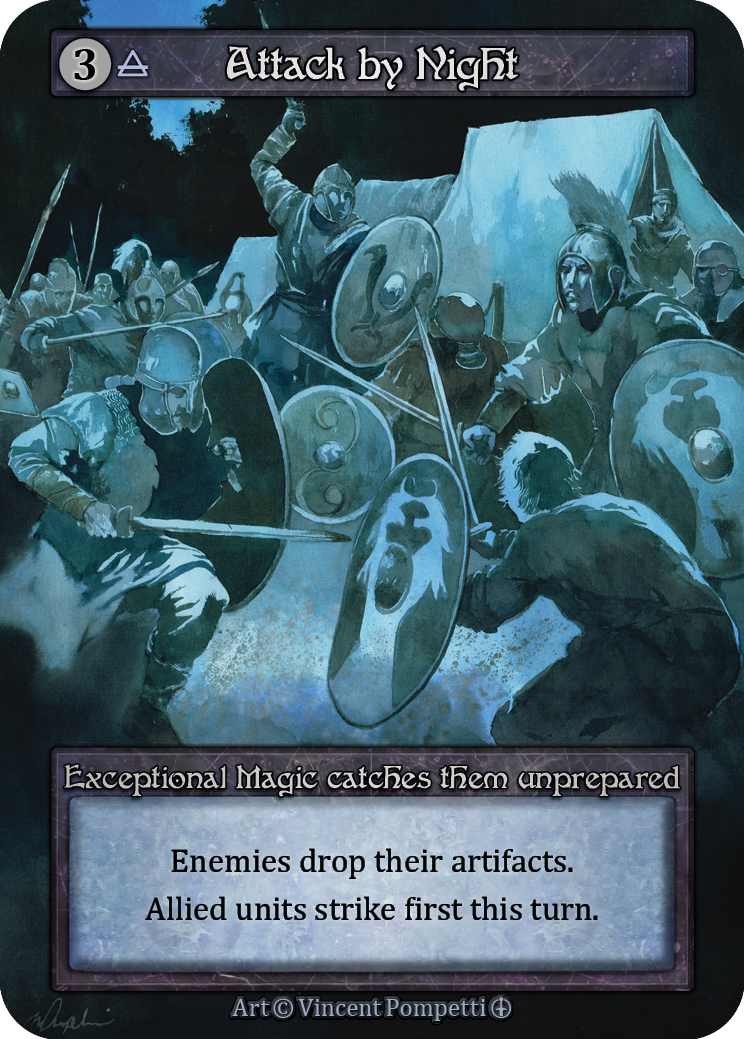 3 Attack by Night
Exceptional Magic catches them unprepared
Enemies drop their artifacts.
Allied units strike first this turn.
Art © Vincent Pompetti